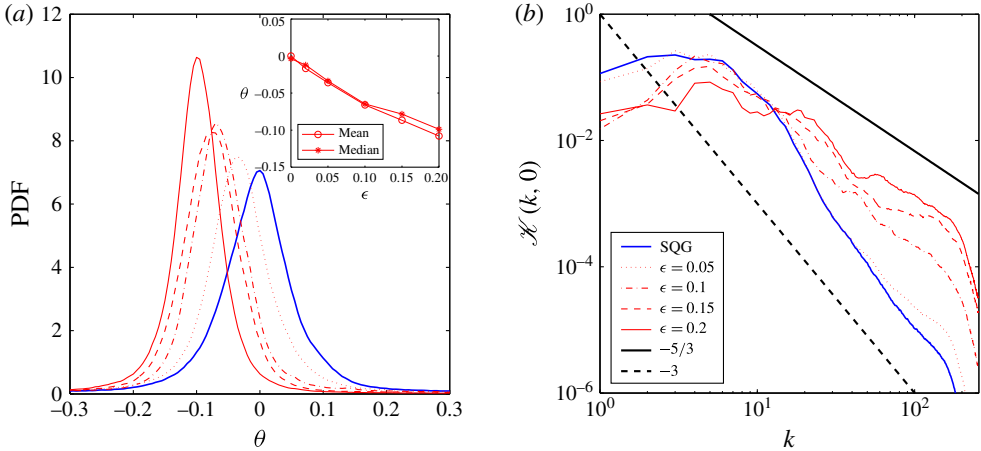 (a)
12
10
8
6
4
2
0
PDF
−0.3
−0.2
−0.1
0
0.1
0.2
0.3
θ
0.05
0
−0.05
−0.10
−0.15
θ
0
0.05
0.10
0.15
0.20
ϵ
Mean
Median
(b)
10^0
10^−2
10^−4
10^−6
𝒦(k, 0)
10^0
10^1
10^2
k
SQG
ϵ = 0.05
ϵ = 0.1
ϵ = 0.15
ϵ = 0.2
−5/3
−3